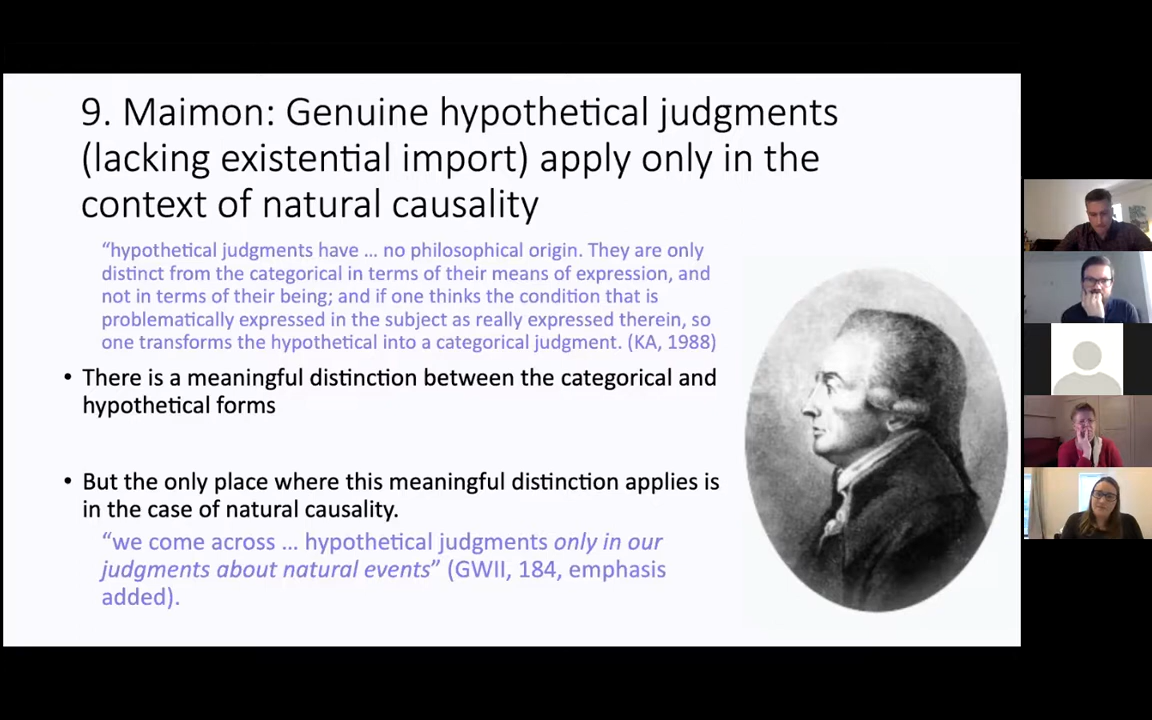 9. Maimon: Genuine hypothetical judgments
(lacking existential import) apply only in the
context of natural causality
“hypothetical judgments have … no philosophical origin. They are only
distinct from the categorical in terms of their means of expression, and
not in terms of their being; and if one thinks the condition that is
problematically expressed in the subject as really expressed therein, so
one transforms the hypothetical into a categorical judgment. (KA, 1988)
• There is a meaningful distinction between the categorical and
hypothetical forms
• But the only place where this meaningful distinction applies is
in the case of natural causality.
“we come across … hypothetical judgments only in our
judgments about natural events” (GWII, 184, emphasis
added).